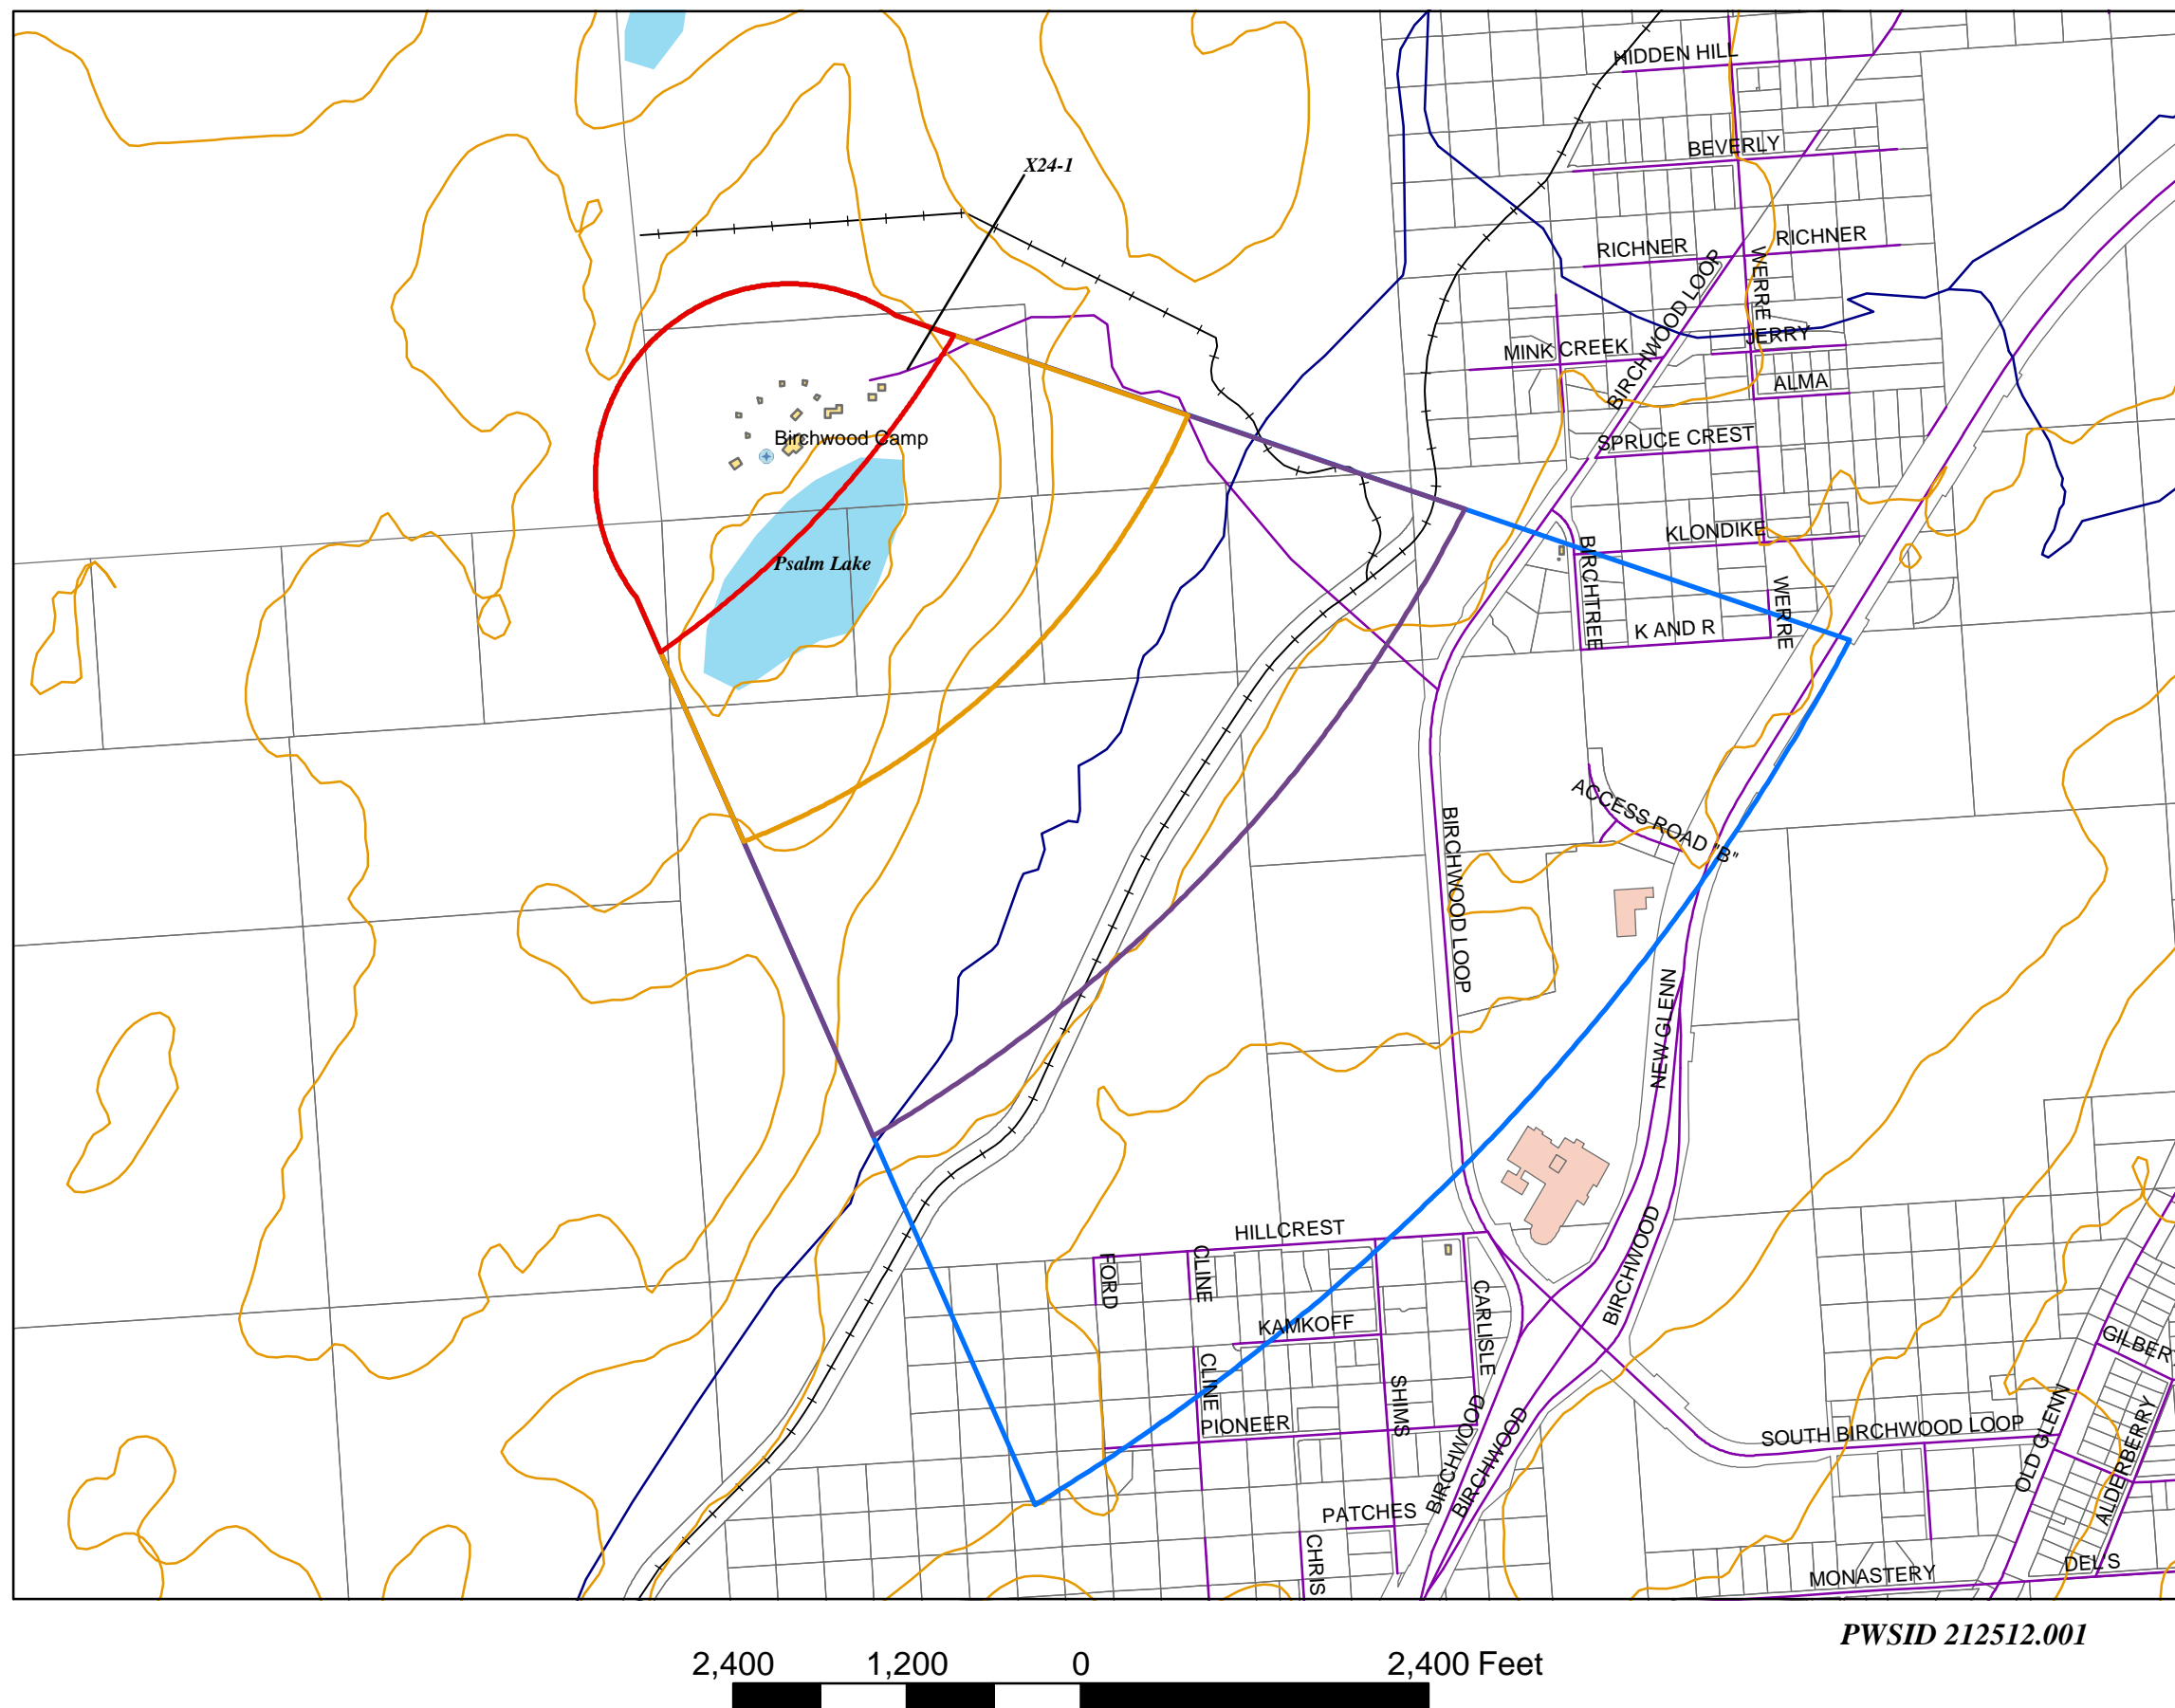 HIDDEN HILL
BEVERLY
X24-1
RICHNER
RICHNER
WERRE
BIRCHWOOD LOOP
JERRY
MINK CREEK
ALMA
Birchwood Camp
SPRUCE CREST
KLONDIKE
BIRCHTREE
Psalm Lake
WERRE
K AND R
ACCESS ROAD "B"
BIRCHWOOD LOOP
NEW GLENN
BIRCHWOOD
HILLCREST
FORD
CLINE
CARLISLE
KAMKOFF
GILBER
CLINE
SHIMS
PIONEER
BIRCHWOOD
BIRCHWOOD
SOUTH BIRCHWOOD LOOP
OLD GLENN
ALDERBERRY
PATCHES
CHRIS
MONASTERY
DEL'S
PWSID 212512.001
2,400 1,200 0 2,400 Feet